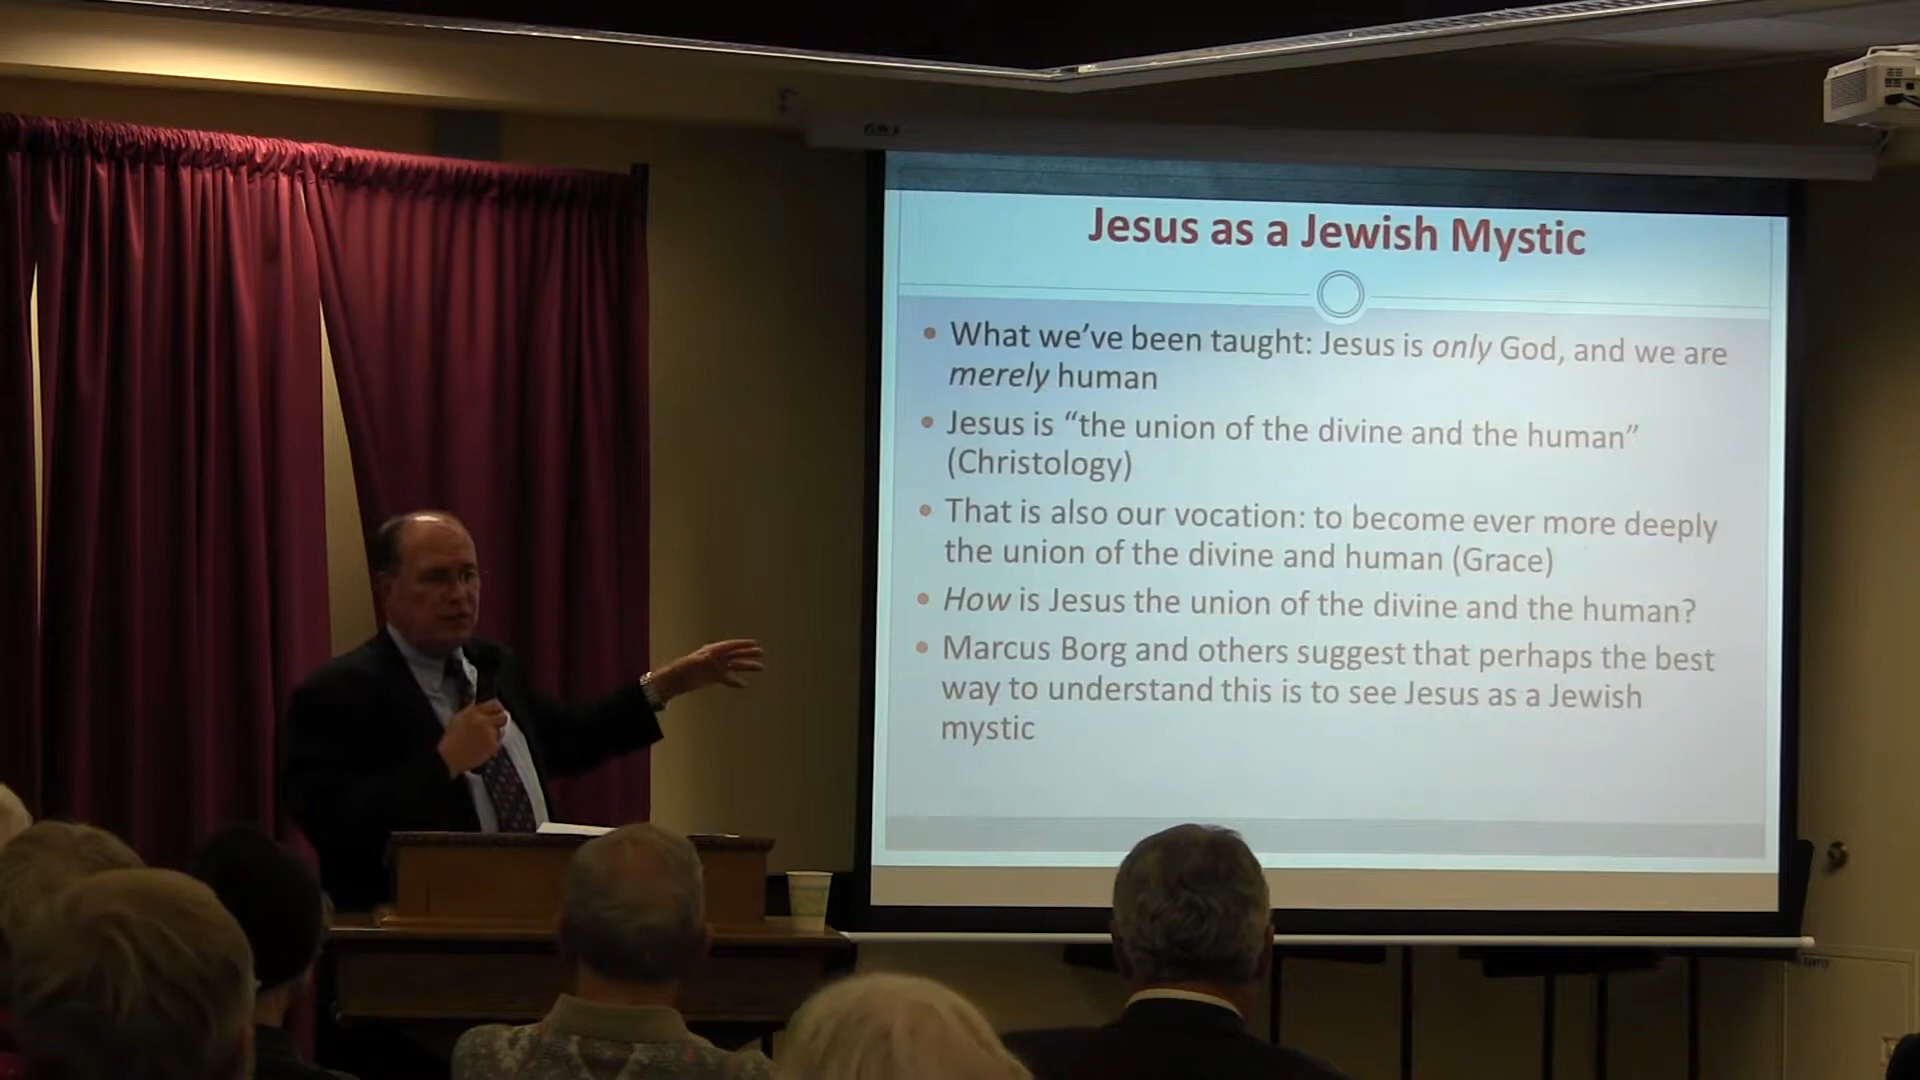 Jesus as a Jewish Mystic
• What we've been taught: Jesus is only God, and we are
merely human
• Jesus is “the union of the divine and the human”
(Christology)
• That is also our vocation: to become ever more deeply
the union of the divine and human (Grace)
• How is Jesus the union of the divine and the human?
• Marcus Borg and others suggest that perhaps the best
way to understand this is to see Jesus as a Jewish
mystic